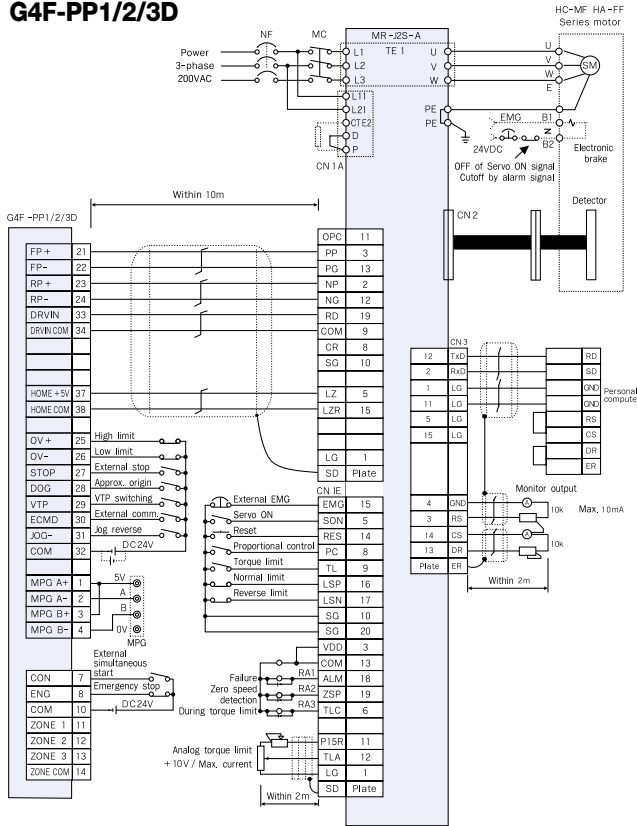 G4F-PP1/2/3D
HC-MF HA-FF
Series motor
NF MC MR-J2S-A
Power
3-phase
200VAC
L1 TE 1 U U
L2 V V
L3 W W
E
SM
L11
L21
CTE2
D
P
PE
PE
EMG B1
24VDC B2
Electronic
brake
OFF of Servo ON signal
Cutoff by alarm signal
CN 1A
Detector
Within 10m
CN 2
G4F -PP1/2/3D
OPC 11
FP + 21 PP 3
FP- 22 PG 13
RP + 23 NP 2
RP- 24 NG 12
DRVIN 33 RD 19
DRVIN COM 34 COM 9
CR 8
SG 10
HOME +5V 37 LZ 5
HOME COM 38 LZR 15
LG 1
SD Plate
CN 3
12 TxD RD
2 RxD SD
1 LG GND
11 LG GND
5 LG RS
15 LG CS
DR
ER
Personal
compute
OV + 25 High limit
OV- 26 Low limit
STOP 27 External stop
DOG 28 Approx. origin
VTP 29 VTP switching
ECMD 30 External comm.
JOG- 31 Jog reverse
COM 32 DC24V
CN 1E
External EMG EMG 15
Servo ON SON 5
Reset RES 14
Proportional control PC 8
Torque limit TL 9
Normal limit LSP 16
Reverse limit LSN 17
SG 10
SG 20
Monitor output
4 GND A 10k
3 RS
14 CS A 10k
13 DR
Plate ER
Max. 10mA
Within 2m
MPG A+ 1 5V
MPG A- 2 A
MPG B+ 3 B
MPG B- 4 0V
MPG
VDD 3
COM 13
Failure RA1 ALM 18
Zero speed
detection RA2 ZSP 19
During torque limit RA3 TLC 6
External
simultaneous
start
CON 7
ENG 8 Emergency stop
COM 10 DC24V
ZONE 1 11
ZONE 2 12
ZONE 3 13
ZONE COM 14
Analog torque limit
+10V / Max. current
P15R 11
TLA 12
LG 1
SD Plate
Within 2m